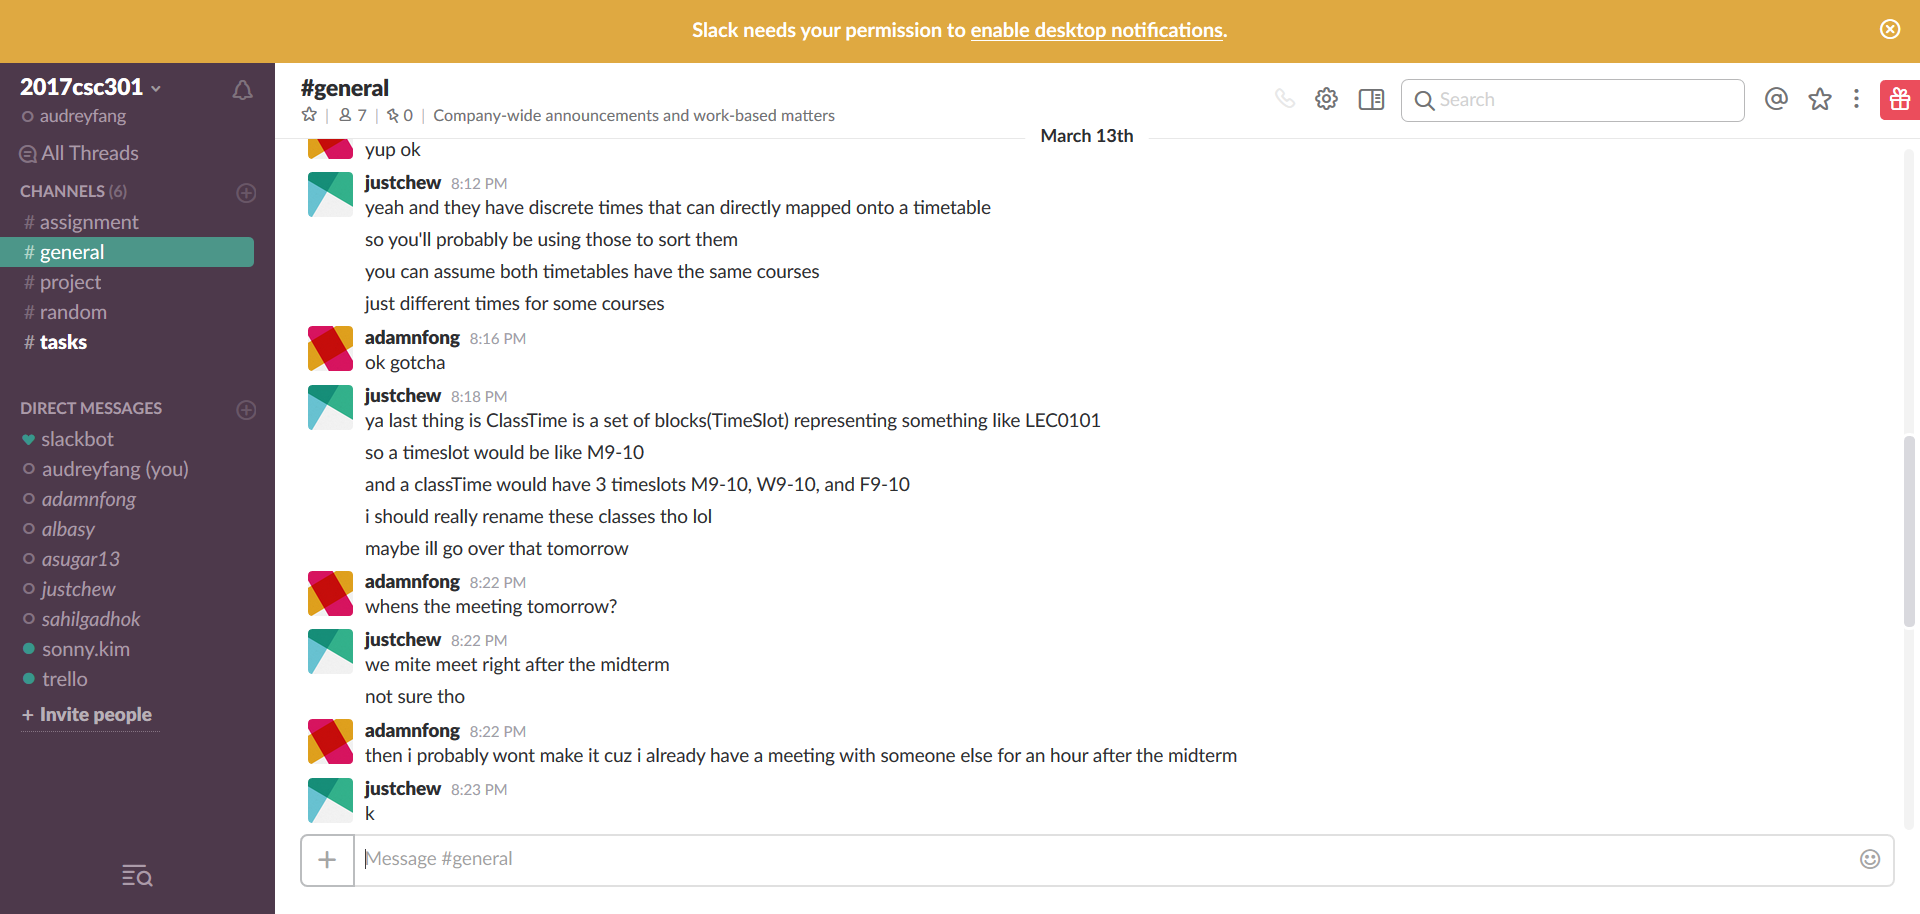 Slack needs your permission to enable desktop notifications.
2017csc301
audreyfang
All Threads
CHANNELS (6)
# assignment
# general
# project
# random
# tasks
DIRECT MESSAGES
slackbot
audreyfang (you)
adamnfong
albasy
asugar13
justchew
sahilgadhok
sonny.kim
trello
+ Invite people
#general
7 | 0 | Company-wide announcements and work-based matters
Search
March 13th
yup ok
justchew 8:12 PM
yeah and they have discrete times that can directly mapped onto a timetable
so you'll probably be using those to sort them
you can assume both timetables have the same courses
just different times for some courses
adamnfong 8:16 PM
ok gotcha
justchew 8:18 PM
ya last thing is ClassTime is a set of blocks(TimeSlot) representing something like LEC0101
so a timeslot would be like M9-10
and a classTime would have 3 timeslots M9-10, W9-10, and F9-10
i should really rename these classes tho lol
maybe ill go over that tomorrow
adamnfong 8:22 PM
whens the meeting tomorrow?
justchew 8:22 PM
we mite meet right after the midterm
not sure tho
adamnfong 8:22 PM
then i probably wont make it cuz i already have a meeting with someone else for an hour after the midterm
justchew 8:23 PM
k
Message #general